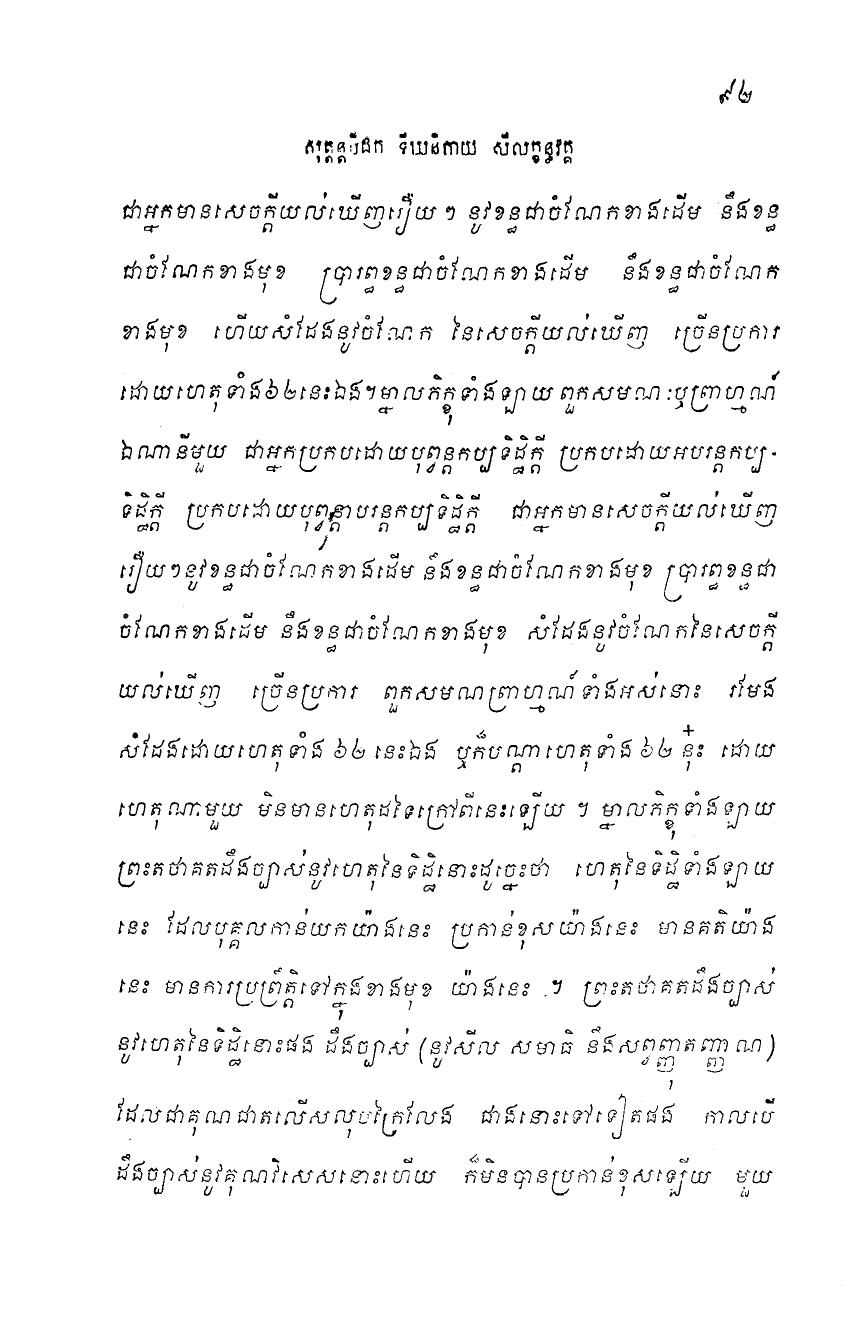 ៩២
សុត្តន្តបិដក ទីឃនិកាយ សីលក្ខន្ធវគ្គ
ជាអ្នកមានសេចក្តីយល់ឃើញរឿយៗ នូវខន្ធជាចំណែកខាងដើម នឹងខន្ធ
ជាចំណែកខាងមុខ ប្រារព្ធខន្ធជាចំណែកខាងដើម នឹងខន្ធជាចំណែក
ខាងមុខ ហើយសំដែងនូវចំណែក នៃសេចក្តីយល់ឃើញ ច្រើនប្រការ
ដោយហេតុទាំង៦២នេះឯង។ម្នាលភិក្ខុទាំងឡាយ ពួកសមណៈឬព្រាហ្មណ៍
ឯណានីមួយ ជាអ្នកប្រកបដោយបុព្វន្តកប្បទិដ្ឋិក្តី ប្រកបដោយអបរន្តកប្ប-
ទិដ្ឋិក្តី ប្រកបដោយបុព្វន្តាបរន្តកប្បទិដ្ឋិក្តី ជាអ្នកមានសេចក្តីយល់ឃើញ
រឿយៗនូវខន្ធជាចំណែកខាងដើម នឹងខន្ធជាចំណែកខាងមុខ ប្រារព្ធខន្ធជា
ចំណែកខាងដើម នឹងខន្ធជាចំណែកខាងមុខ សំដែងនូវចំណែកនៃសេចក្តី
យល់ឃើញ ច្រើនប្រការ ពួកសមណព្រាហ្មណ៍ទាំងអស់នោះ រមែង
សំដែងដោយហេតុទាំង ៦២ នេះឯង ឬក៏បណ្តាហេតុទាំង ៦២ នុ៎ះ ដោយ
ហេតុណាមួយ មិនមានហេតុដទៃក្រៅពីនេះឡើយ ។ ម្នាលភិក្ខុទាំងឡាយ
ព្រះតថាគតដឹងច្បាស់នូវហេតុនៃទិដ្ឋិនោះដូច្នេះថា ហេតុនៃទិដ្ឋិទាំងឡាយ
នេះ ដែលបុគ្គលកាន់យកយ៉ាងនេះ ប្រកាន់ខុសយ៉ាងនេះ មានគតិយ៉ាង
នេះ មានការប្រព្រឹត្តិទៅក្នុងខាងមុខ យ៉ាងនេះ ។ ព្រះតថាគតដឹងច្បាស់
នូវហេតុនៃទិដ្ឋិនោះផង ដឹងច្បាស់ (នូវសីល សមាធិ នឹងសព្វញ្ញុតញ្ញាណ)
ដែលជាគុណជាតលើសលុបក្រៃលែង ជាងនោះទៅទៀតផង កាលបើ
ដឹងច្បាស់នូវគុណវិសេសនោះហើយ ក៏មិនបានប្រកាន់ខុសឡើយ មួយ